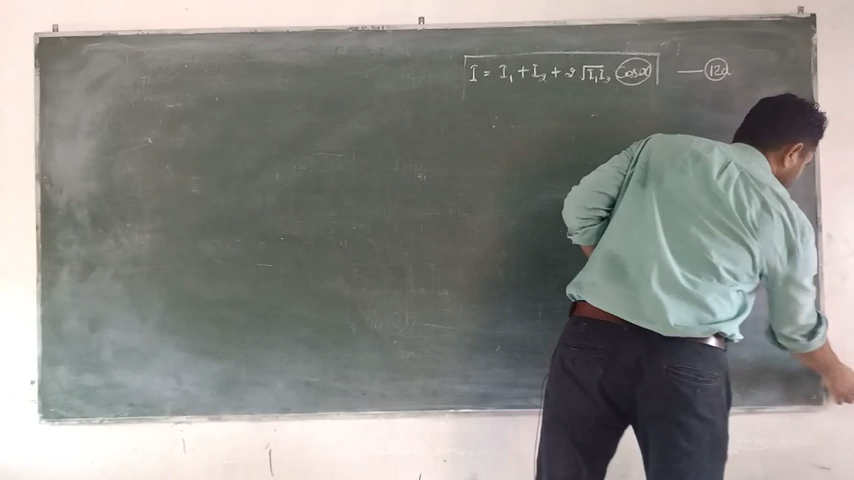 I = I₁ + I₂ + 2 √I₁I₂ Cosα — 12a